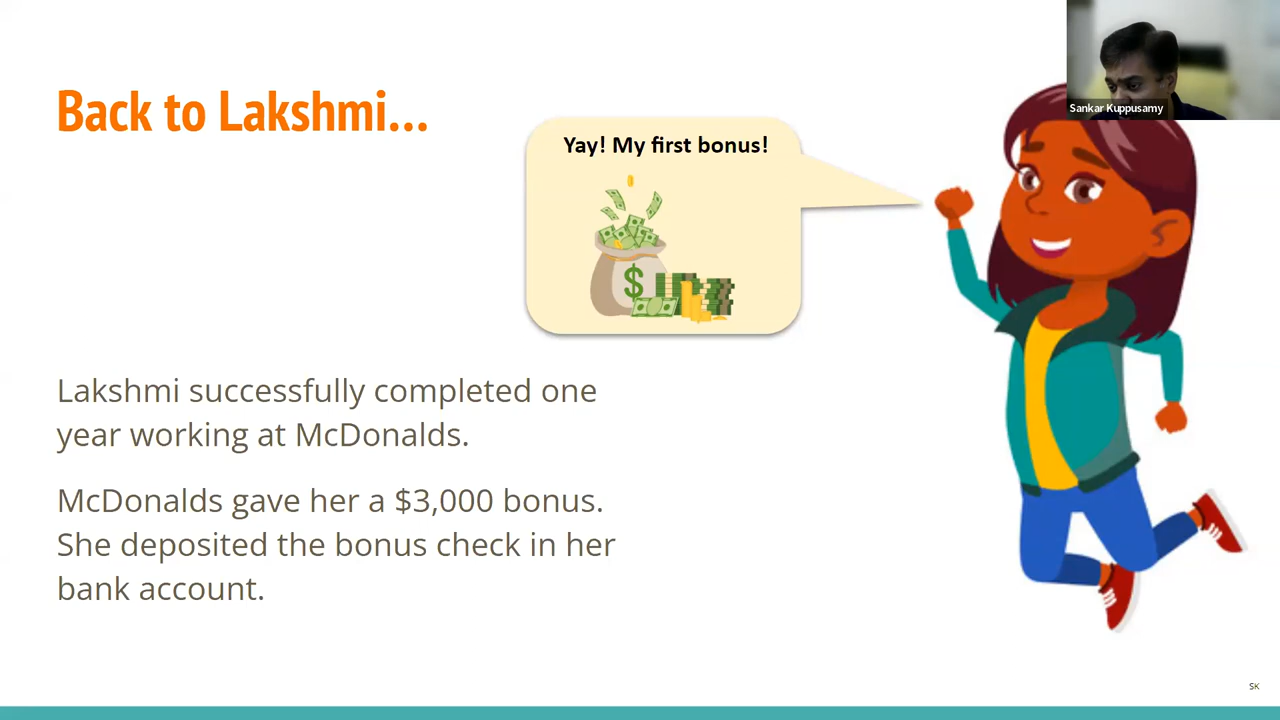 Back to Lakshmi...
Yay! My first bonus!
$
Sankar Kuppusamy
Lakshmi successfully completed one
year working at McDonalds.
McDonalds gave her a $3,000 bonus.
She deposited the bonus check in her
bank account.
SK